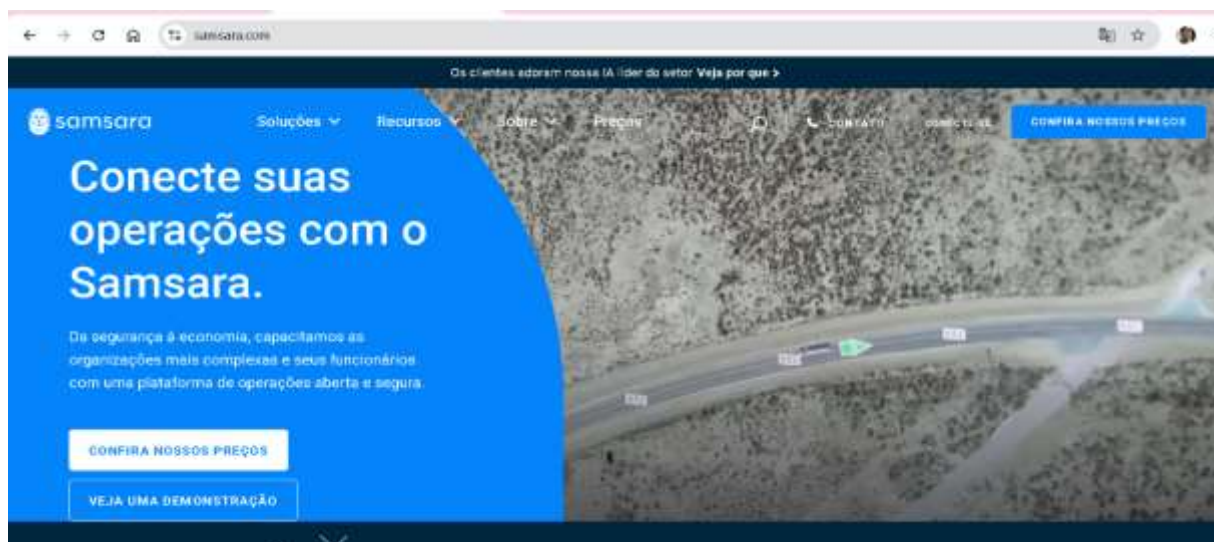 samsara.com
Os clientes adoram nossa IA líder do setor Veja por que >
samsara
Soluções
Recursos
Sobre
Preços
CONTATO
CONECTE-SE
CONFIRA NOSSOS PREÇOS
Conecte suas
operações com o
Samsara.
Da segurança à economia, capacitamos as
organizações mais complexas e seus funcionários
com uma plataforma de operações aberta e segura.
CONFIRA NOSSOS PREÇOS
VEJA UMA DEMONSTRAÇÃO